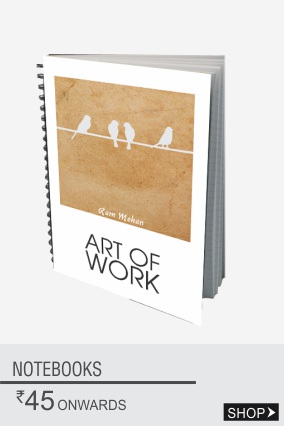 Ram Mohan
ART OF
WORK
NOTEBOOKS
₹45 ONWARDS
SHOP